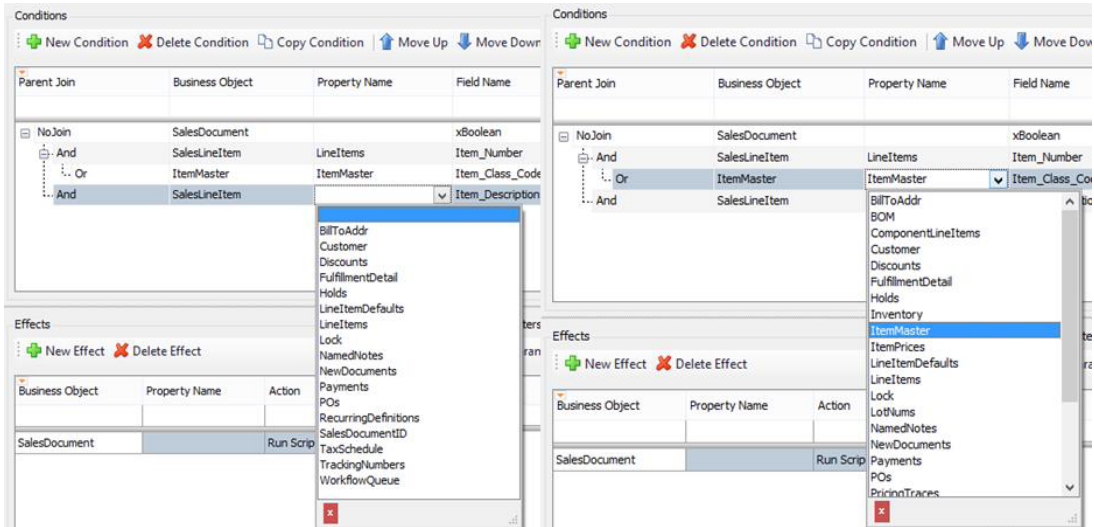 Conditions
New Condition Delete Condition Copy Condition Move Up Move Down
Parent Join Business Object Property Name Field Name
NoJoin SalesDocument xBoolean
And SalesLineItem LineItems Item_Number
Or ItemMaster ItemMaster Item_Class_Code
And SalesLineItem Item_Description
BillToAddr
Customer
Discounts
FulfillmentDetail
Holds
LineItemDefaults
LineItems
Lock
NamedNotes
NewDocuments
Payments
POs
RecurringDefinitions
SalesDocumentID
TaxSchedule
TrackingNumbers
WorkflowQueue
x
Effects
New Effect Delete Effect
Business Object Property Name Action
SalesDocument Run Scrip
Conditions
New Condition Delete Condition Copy Condition Move Up Move Dow
Parent Join Business Object Property Name Field Name
NoJoin SalesDocument xBoolean
And SalesLineItem LineItems Item_Number
Or ItemMaster ItemMaster Item_Class_Co
And SalesLineItem
BillToAddr
BOM
ComponentLineItems
Customer
Discounts
FulfillmentDetail
Holds
Inventory
ItemMaster
ItemPrices
LineItemDefaults
LineItems
Lock
LotNums
NamedNotes
NewDocuments
Payments
POs
PricingTraces
x
Effects
New Effect Delete Effect
Business Object Property Name Action
SalesDocument Run Scrip